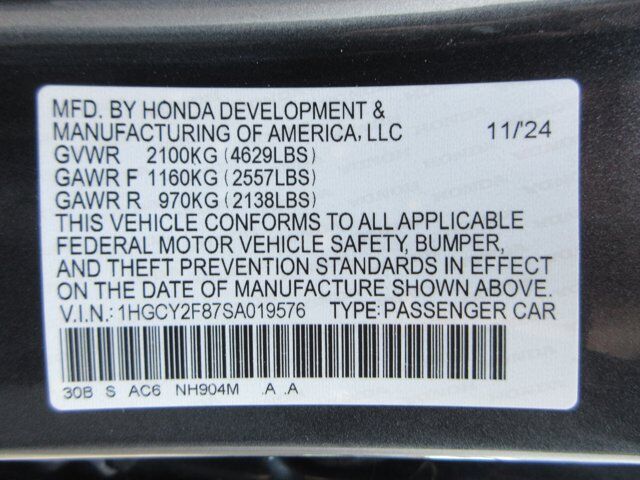 MFD. BY HONDA DEVELOPMENT &
MANUFACTURING OF AMERICA, LLC 11/'24
GVWR 2100KG (4629LBS)
GAWR F 1160KG (2557LBS)
GAWR R 970KG (2138LBS)
THIS VEHICLE CONFORMS TO ALL APPLICABLE
FEDERAL MOTOR VEHICLE SAFETY, BUMPER,
AND THEFT PREVENTION STANDARDS IN EFFECT
ON THE DATE OF MANUFACTURE SHOWN ABOVE.
V.I.N.: 1HGCY2F87SA019576 TYPE: PASSENGER CAR
30B S AC6 NH904M .A .A